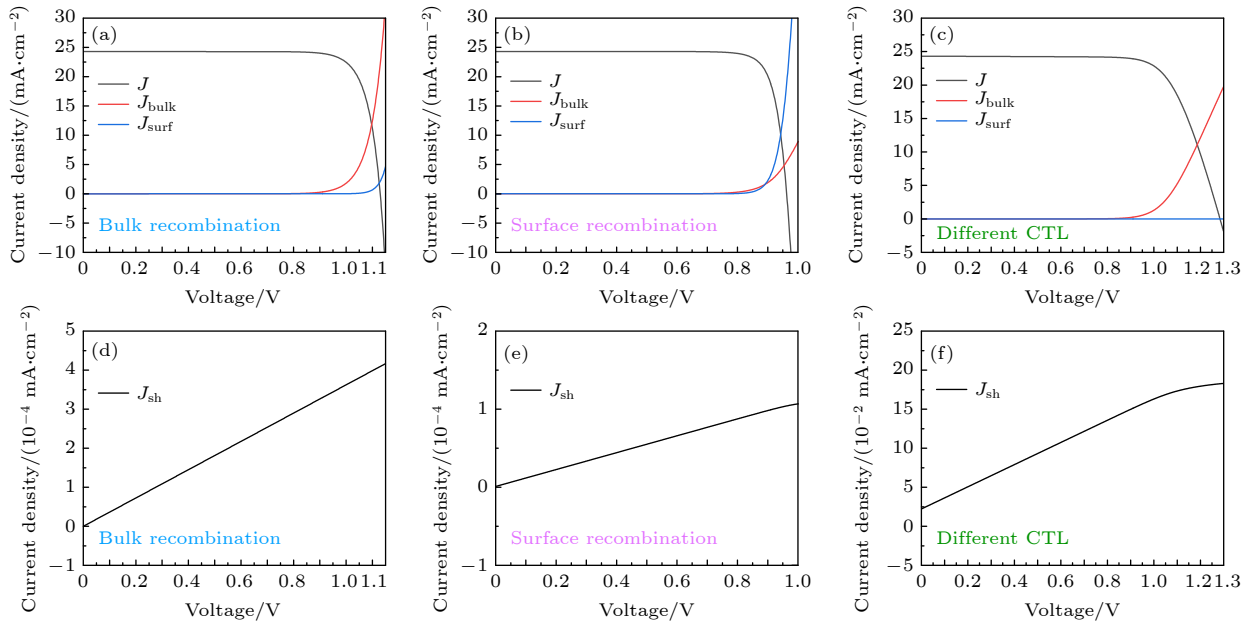 30
25
20
15
10
5
0
−5
−10
Current density/(mA·cm⁻²)
(a)
J
J_bulk
J_surf
Bulk recombination
0 0.2 0.4 0.6 0.8 1.0 1.1
Voltage/V
30
25
20
15
10
5
0
−5
−10
Current density/(mA·cm⁻²)
(b)
J
J_bulk
J_surf
Surface recombination
0 0.2 0.4 0.6 0.8 1.0
Voltage/V
30
25
20
15
10
5
0
−5
Current density/(mA·cm⁻²)
(c)
J
J_bulk
J_surf
Different CTL
0 0.2 0.4 0.6 0.8 1.0 1.2 1.3
Voltage/V
5
4
3
2
1
0
−1
Current density/(10⁻⁴ mA·cm⁻²)
(d)
J_sh
Bulk recombination
0 0.2 0.4 0.6 0.8 1.0 1.1
Voltage/V
2
1
0
−1
Current density/(10⁻⁴ mA·cm⁻²)
(e)
J_sh
Surface recombination
0 0.2 0.4 0.6 0.8 1.0
Voltage/V
25
20
15
10
5
0
−5
Current density/(10⁻² mA·cm⁻²)
(f)
J_sh
Different CTL
0 0.2 0.4 0.6 0.8 1.0 1.2 1.3
Voltage/V